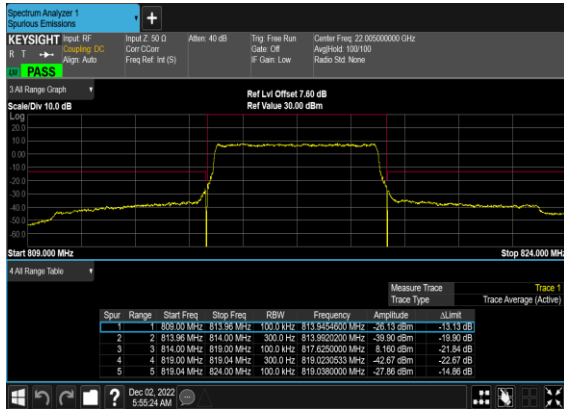 Spectrum Analyzer 1
Spurious Emissions
+
KEYSIGHT Input: RF Input Z: 50 Ω Atten: 40 dB Trig: Free Run Center Freq: 22.005000000 GHz
R T Coupling: DC Corr CCorr Gate: Off Avg|Hold: 100/100
Align: Auto Freq Ref: Int (S) IF Gain: Low Radio Std: None
LU PASS
3 All Range Graph
Ref Lvl Offset 7.60 dB
Scale/Div 10.0 dB Ref Value 30.00 dBm
Log
20.0
10.0
0.00
-10.0
-20.0
-30.0
-40.0
-50.0
-60.0
Start 809.000 MHz Stop 824.000 MHz
4 All Range Table
Measure Trace Trace 1
Trace Type Trace Average (Active)
Spur Range Start Freq Stop Freq RBW Frequency Amplitude ΔLimit
1 1 809.00 MHz 813.96 MHz 100.0 kHz 813.9454600 MHz -26.13 dBm -13.13 dB
2 2 813.96 MHz 814.00 MHz 300.0 Hz 813.9920200 MHz -39.90 dBm -19.90 dB
3 3 814.00 MHz 819.00 MHz 100.0 kHz 817.6250000 MHz 8.160 dBm -21.84 dB
4 4 819.00 MHz 819.04 MHz 300.0 Hz 819.0230533 MHz -42.67 dBm -22.67 dB
5 5 819.04 MHz 824.00 MHz 100.0 kHz 819.0380000 MHz -27.86 dBm -14.86 dB
? Dec 02, 2022
5:55:24 AM